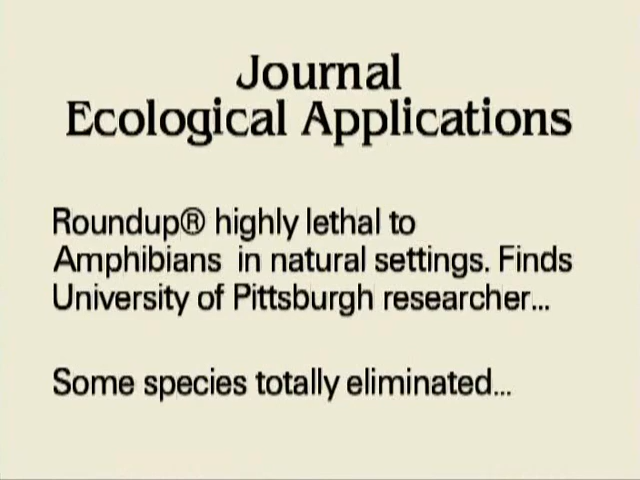 Journal
Ecological Applications
Roundup® highly lethal to
Amphibians in natural settings. Finds
University of Pittsburgh researcher...
Some species totally eliminated...